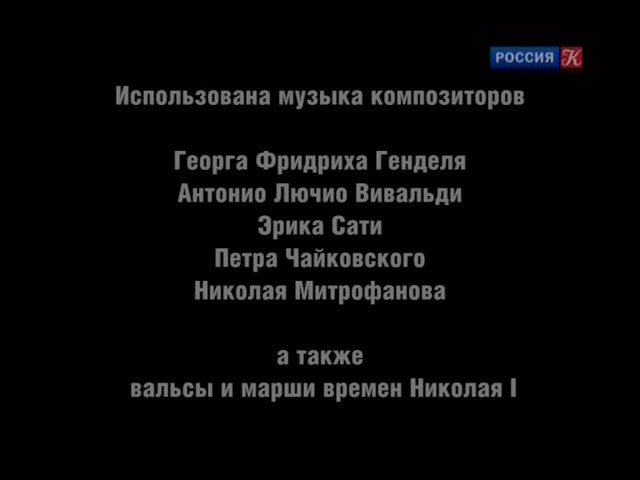 РОССИЯ К
Использована музыка композиторов
Георга Фридриха Генделя
Антонио Лючио Вивальди
Эрика Сати
Петра Чайковского
Николая Митрофанова
а также
вальсы и марши времен Николая I